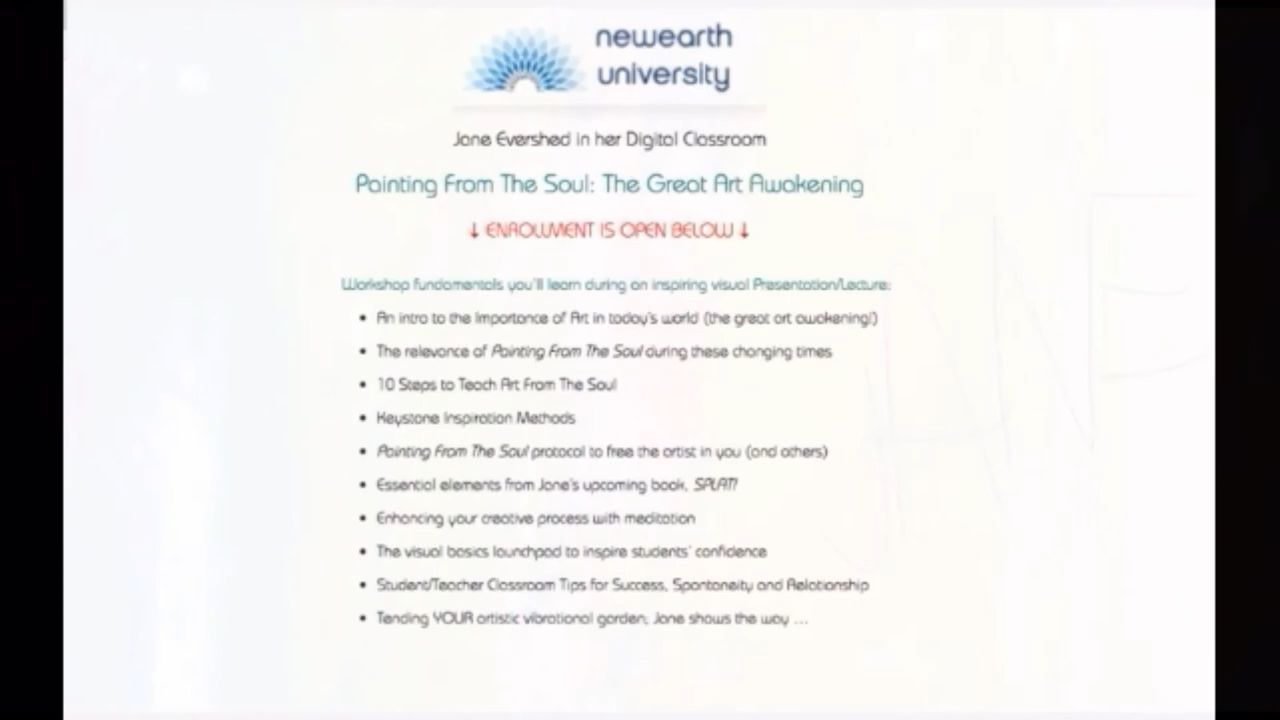 newearth
university
Jane Evershed in her Digital Classroom
Painting From The Soul: The Great Art Awakening
↓ ENROLLMENT IS OPEN BELOW ↓
Workshop fundamentals you'll learn during an inspiring visual Presentation/Lecture:
• An intro to the Importance of Art in today's world (the great art awakening!)
• The relevance of Painting From The Soul during these changing times
• 10 Steps to Teach Art From The Soul
• Keystone Inspiration Methods
• Painting From The Soul protocol to free the artist in you (and others)
• Essential elements from Jane's upcoming book, SPLAT!
• Enhancing your creative process with meditation
• The visual basics launchpad to inspire students' confidence
• Student/Teacher Classroom Tips for Success, Spontaneity and Relationship
• Tending YOUR artistic vibrational garden; Jane shows the way ...